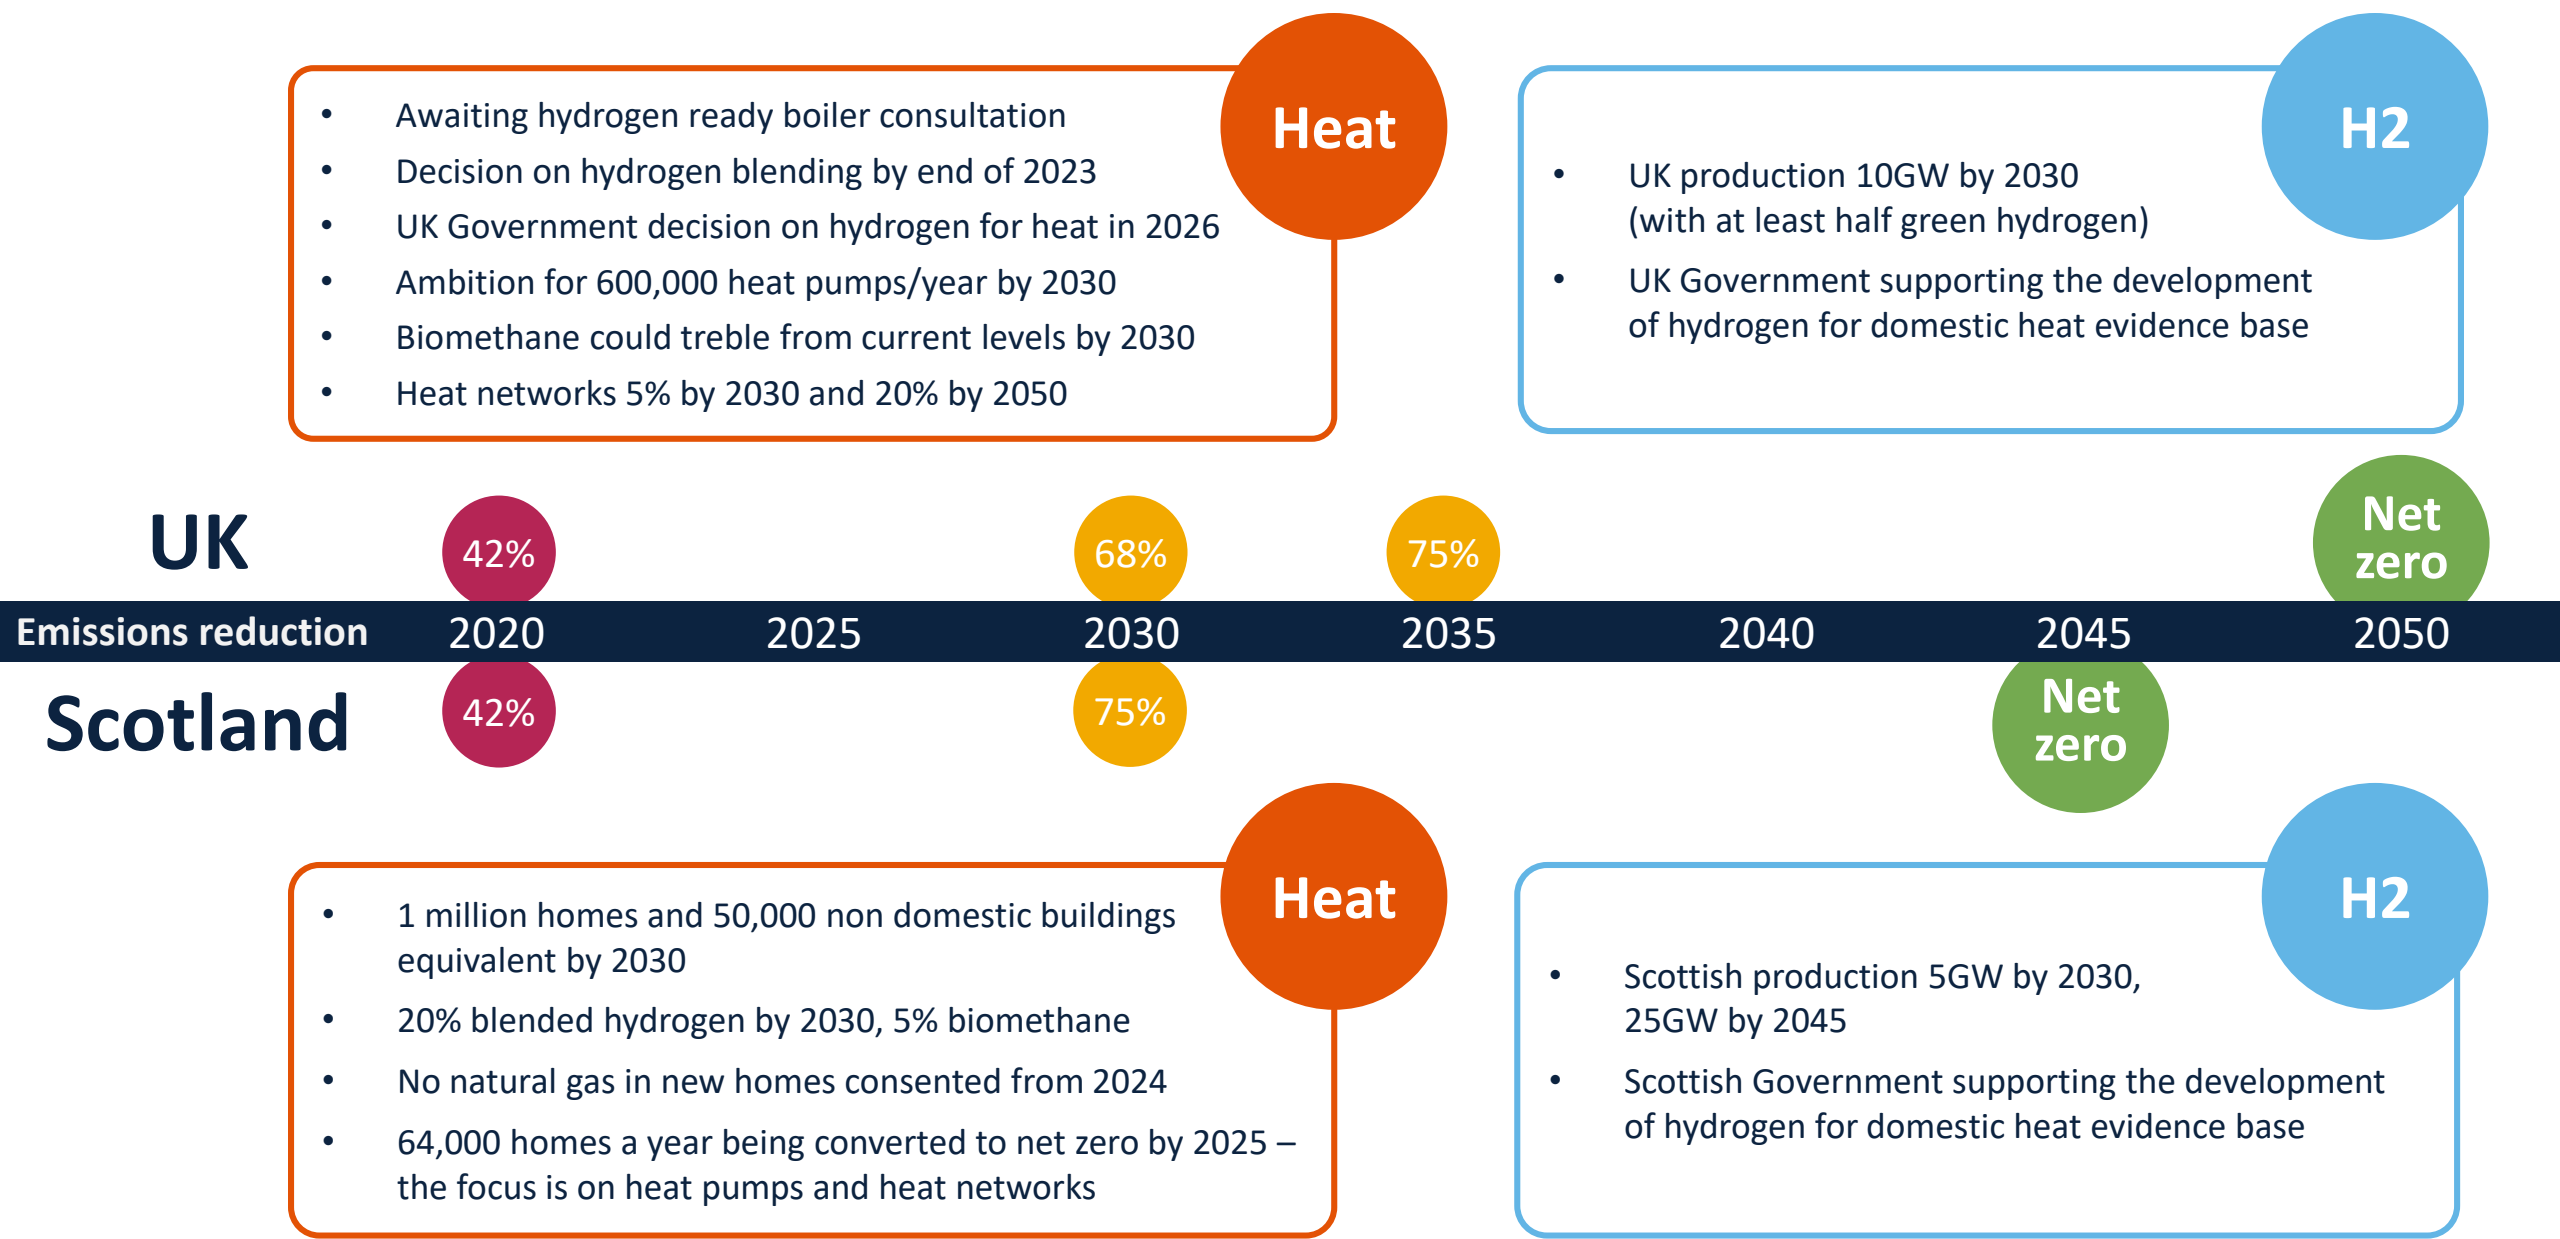 Heat
• Awaiting hydrogen ready boiler consultation
• Decision on hydrogen blending by end of 2023
• UK Government decision on hydrogen for heat in 2026
• Ambition for 600,000 heat pumps/year by 2030
• Biomethane could treble from current levels by 2030
• Heat networks 5% by 2030 and 20% by 2050
H2
• UK production 10GW by 2030
(with at least half green hydrogen)
• UK Government supporting the development
of hydrogen for domestic heat evidence base
UK
42%
68%
75%
Net
zero
Emissions reduction 2020 2025 2030 2035 2040 2045 2050
Scotland
42%
75%
Net
zero
Heat
• 1 million homes and 50,000 non domestic buildings
equivalent by 2030
• 20% blended hydrogen by 2030, 5% biomethane
• No natural gas in new homes consented from 2024
• 64,000 homes a year being converted to net zero by 2025 –
the focus is on heat pumps and heat networks
H2
• Scottish production 5GW by 2030,
25GW by 2045
• Scottish Government supporting the development
of hydrogen for domestic heat evidence base